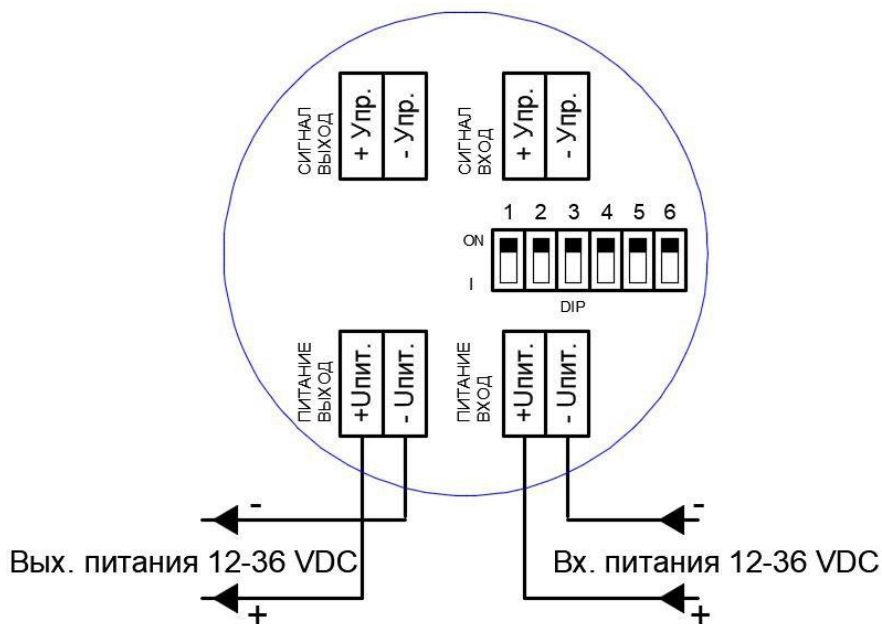 СИГНАЛ
ВЫХОД
+ Упр.
- Упр.
СИГНАЛ
ВХОД
+ Упр.
- Упр.
1 2 3 4 5 6
ON
I
DIP
ПИТАНИЕ
ВЫХОД
+Uпит.
- Uпит.
ПИТАНИЕ
ВХОД
+Uпит.
- Uпит.
-
-
Вых. питания 12-36 VDC
Вх. питания 12-36 VDC
+
+